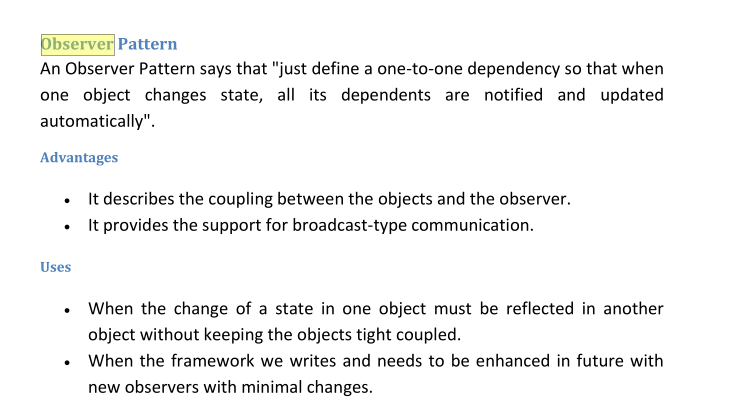 Observer Pattern
An Observer Pattern says that "just define a one-to-one dependency so that when
one object changes state, all its dependents are notified and updated
automatically".
Advantages
• It describes the coupling between the objects and the observer.
• It provides the support for broadcast-type communication.
Uses
• When the change of a state in one object must be reflected in another
object without keeping the objects tight coupled.
• When the framework we writes and needs to be enhanced in future with
new observers with minimal changes.